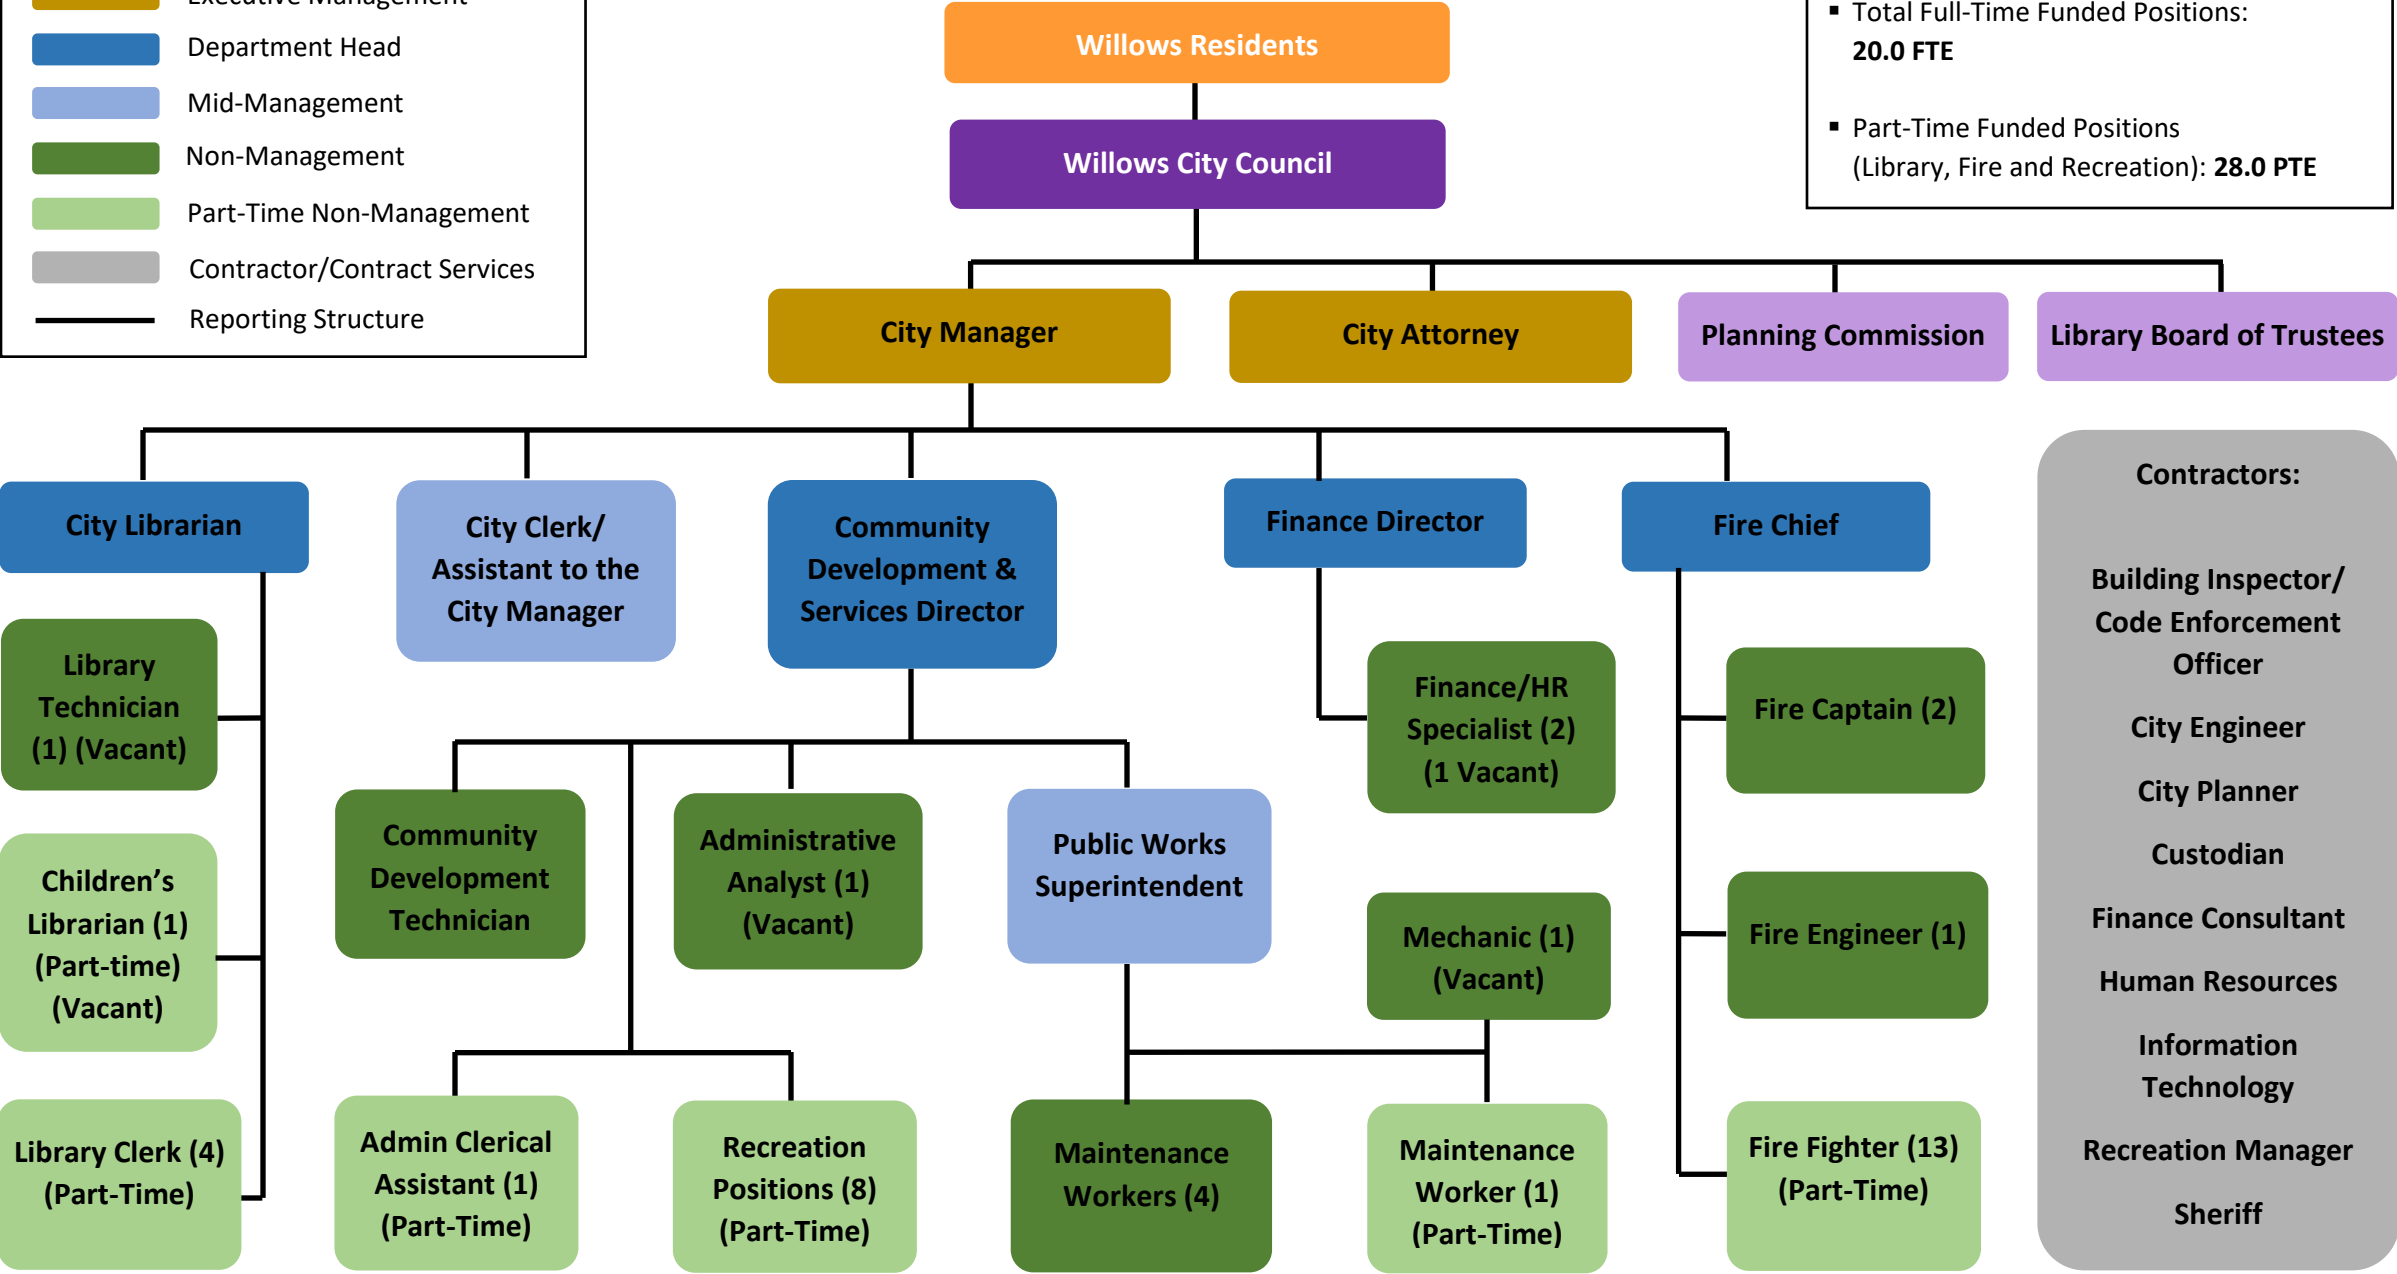 Executive Management
Department Head
Mid-Management
Non-Management
Part-Time Non-Management
Contractor/Contract Services
Reporting Structure
▪ Total Full-Time Funded Positions:
20.0 FTE
▪ Part-Time Funded Positions
(Library, Fire and Recreation): 28.0 PTE
Willows Residents
Willows City Council
City Manager
City Attorney
Planning Commission
Library Board of Trustees
City Librarian
City Clerk/
Assistant to the
City Manager
Community
Development &
Services Director
Finance Director
Fire Chief
Library
Technician
(1) (Vacant)
Children’s
Librarian (1)
(Part-time)
(Vacant)
Library Clerk (4)
(Part-Time)
Community
Development
Technician
Administrative
Analyst (1)
(Vacant)
Public Works
Superintendent
Admin Clerical
Assistant (1)
(Part-Time)
Recreation
Positions (8)
(Part-Time)
Maintenance
Workers (4)
Finance/HR
Specialist (2)
(1 Vacant)
Mechanic (1)
(Vacant)
Maintenance
Worker (1)
(Part-Time)
Fire Captain (2)
Fire Engineer (1)
Fire Fighter (13)
(Part-Time)
Contractors:
Building Inspector/
Code Enforcement
Officer
City Engineer
City Planner
Custodian
Finance Consultant
Human Resources
Information
Technology
Recreation Manager
Sheriff